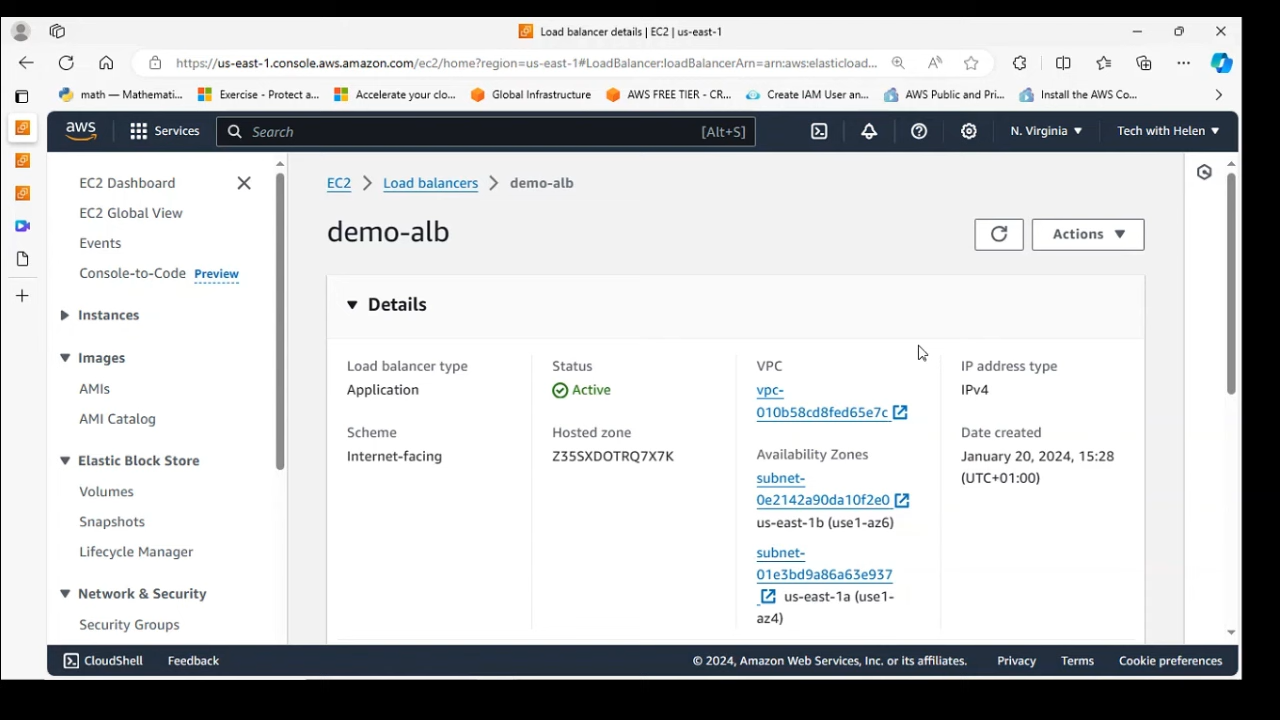 Load balancer details | EC2 | us-east-1
https://us-east-1.console.aws.amazon.com/ec2/home?region=us-east-1#LoadBalancer:loadBalancerArn=arn:aws:elasticload...
math — Mathemati... Exercise - Protect a... Accelerate your clo... Global Infrastructure AWS FREE TIER - CR... Create IAM User an... AWS Public and Pri... Install the AWS Co...
aws Services Search [Alt+S] N. Virginia Tech with Helen
EC2 Dashboard
EC2 Global View
Events
Console-to-Code Preview
Instances
Images
AMIs
AMI Catalog
Elastic Block Store
Volumes
Snapshots
Lifecycle Manager
Network & Security
Security Groups
EC2 Load balancers demo-alb
demo-alb
Actions
Details
Load balancer type
Application
Scheme
Internet-facing
Status
Active
Hosted zone
Z35SXDOTRQ7X7K
VPC
vpc-
010b58cd8fed65e7c
Availability Zones
subnet-
0e2142a90da10f2e0
us-east-1b (use1-az6)
subnet-
01e3bd9a86a63e937
us-east-1a (use1-
az4)
IP address type
IPv4
Date created
January 20, 2024, 15:28
(UTC+01:00)
CloudShell Feedback © 2024, Amazon Web Services, Inc. or its affiliates. Privacy Terms Cookie preferences